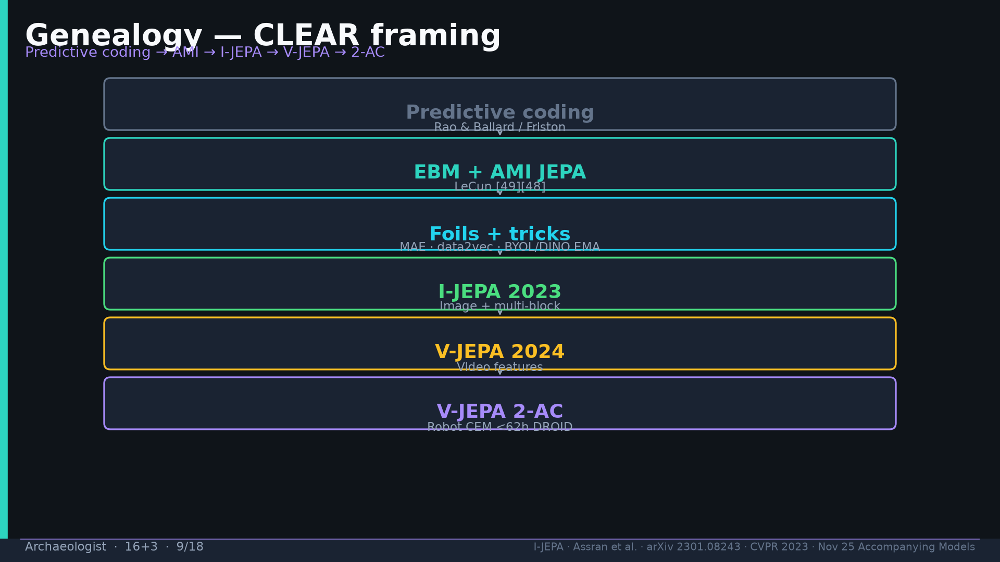 Genealogy — CLEAR framing
Predictive coding → AMI → I-JEPA → V-JEPA → 2-AC
Predictive coding
Rao & Ballard / Friston
EBM + AMI JEPA
LeCun [49][48]
Foils + tricks
MAE · data2vec · BYOL/DINO EMA
I-JEPA 2023
Image + multi-block
V-JEPA 2024
Video features
V-JEPA 2-AC
Robot CEM <62h DROID
Archaeologist · 16+3 · 9/18
I-JEPA · Assran et al. · arXiv 2301.08243 · CVPR 2023 · Nov 25 Accompanying Models